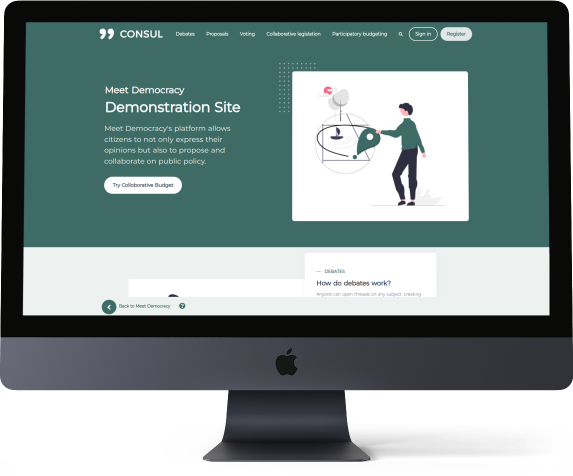 CONSUL
Debates Proposals Voting Collaborative legislation Participatory budgeting Sign in Register
Meet Democracy
Demonstration Site
Meet Democracy's platform allows
citizens to not only express their
opinions but also to propose and
collaborate on public policy.
Try Colloborative Budget
— DEBATES
How do debates work?
Anyone can open threads on any subject, creating
Back to Meet Democracy ?